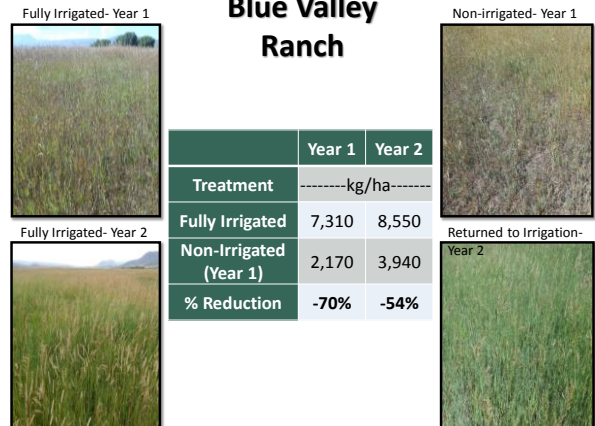 Fully Irrigated- Year 1
Blue Valley
Ranch
Non-irrigated- Year 1
Year 1 Year 2
Treatment --------kg/ha-------
Fully Irrigated 7,310 8,550
Non-Irrigated
(Year 1) 2,170 3,940
% Reduction -70% -54%
Fully Irrigated- Year 2
Returned to Irrigation-
Year 2